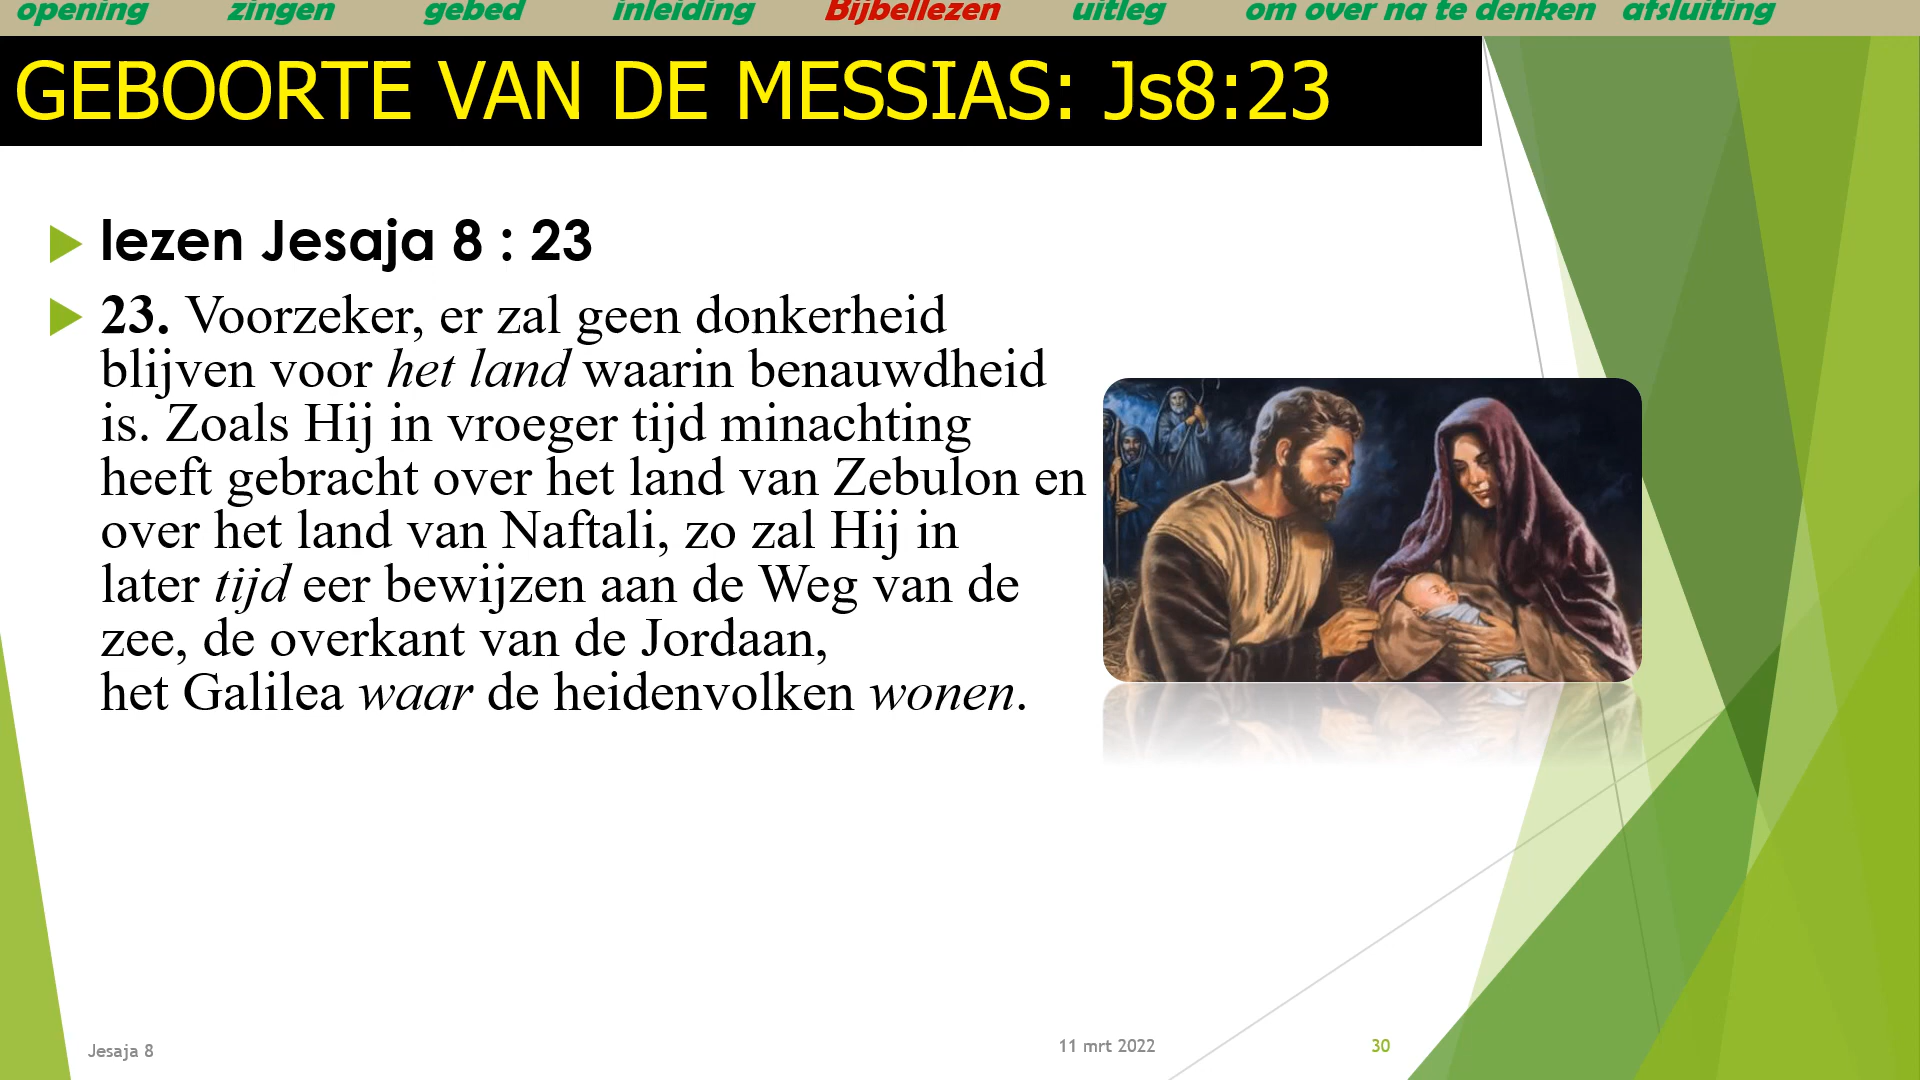 opening zingen gebed inleiding Bijbellezen uitleg om over na te denken afsluiting
GEBOORTE VAN DE MESSIAS: Js8:23
lezen Jesaja 8 : 23
23. Voorzeker, er zal geen donkerheid
blijven voor het land waarin benauwdheid
is. Zoals Hij in vroeger tijd minachting
heeft gebracht over het land van Zebulon en
over het land van Naftali, zo zal Hij in
later tijd eer bewijzen aan de Weg van de
zee, de overkant van de Jordaan,
het Galilea waar de heidenvolken wonen.
Jesaja 8
11 mrt 2022
30